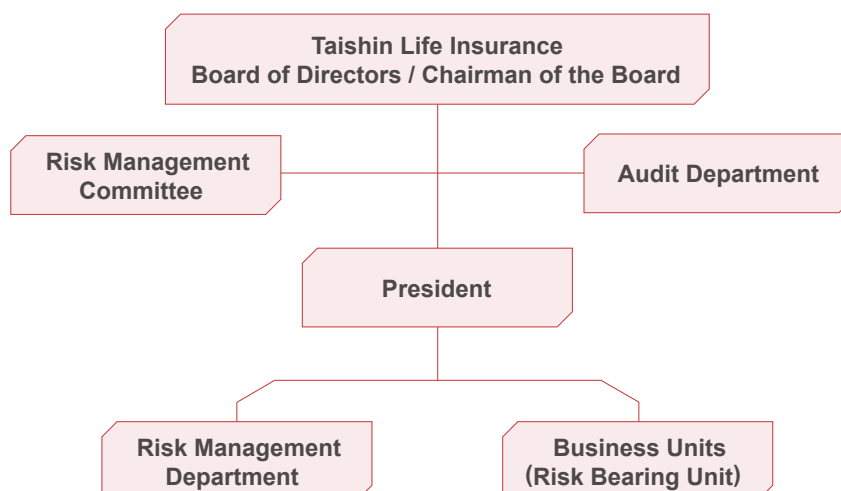 Taishin Life Insurance
Board of Directors / Chairman of the Board
Risk Management
Committee
Audit Department
President
Risk Management
Department
Business Units
(Risk Bearing Unit)